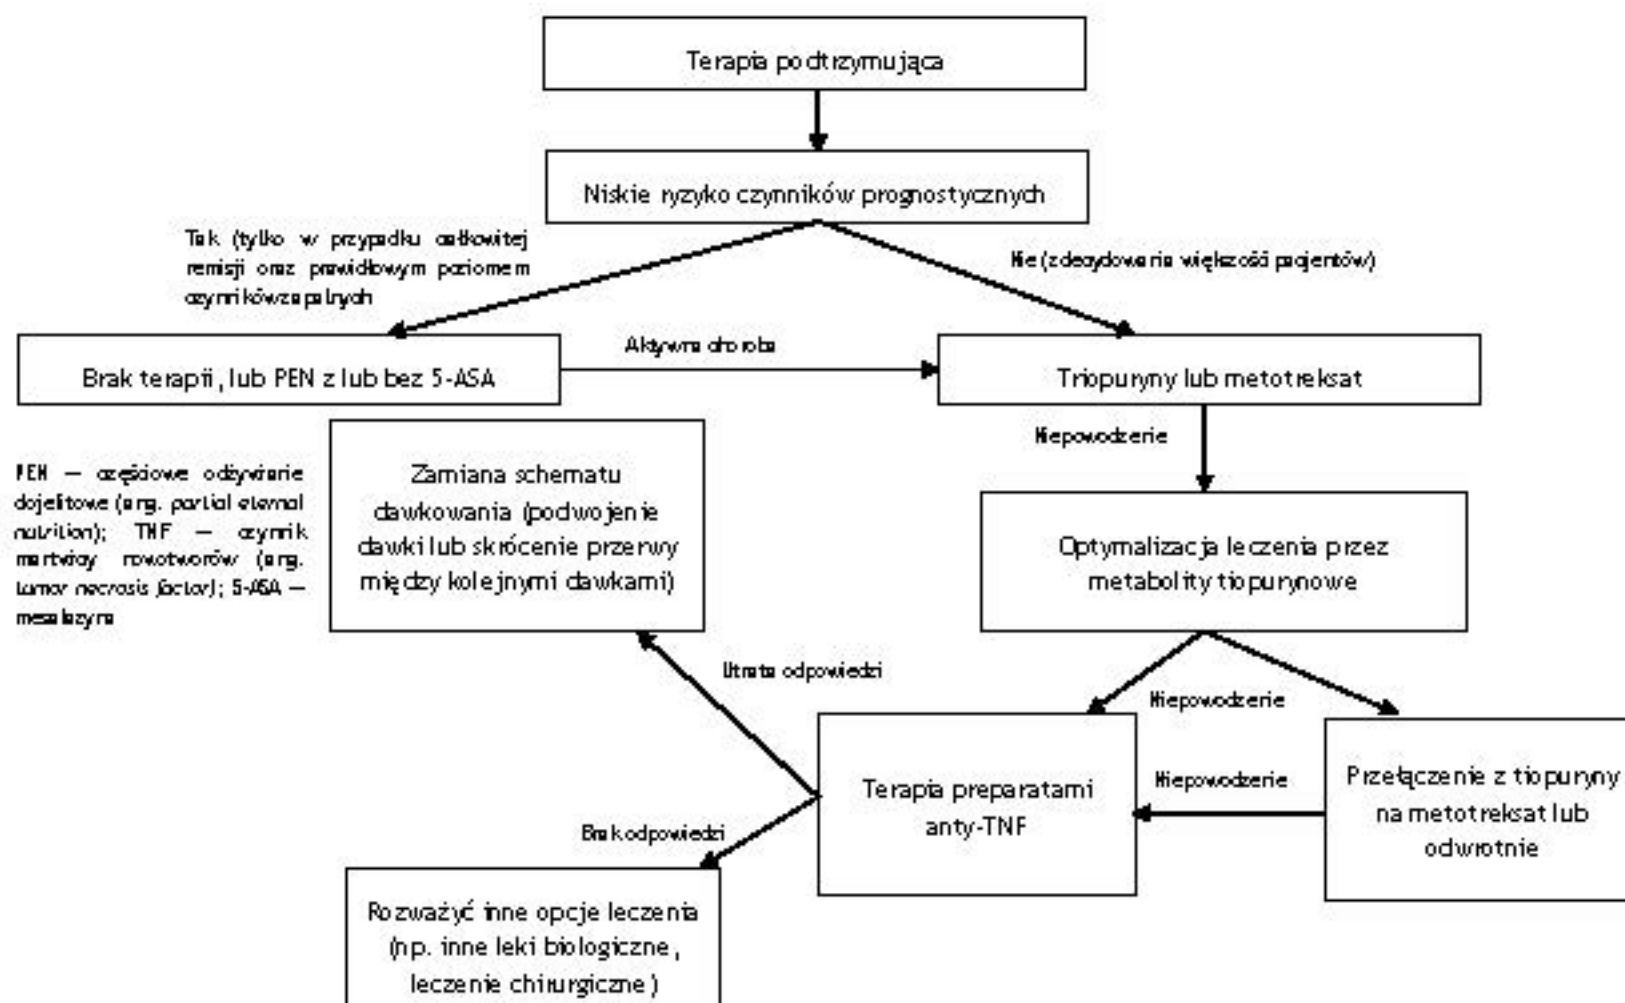 Terapia podtrzymująca
Niskie ryzyko czynników prognostycznych
Tak (tylko w przypadku całkowitej
remisji oraz prawidłowym poziomem
czynników zapalnych
Nie (zdecydowana większość pacjentów)
Brak terapii, lub PEN z lub bez 5-ASA
Aktywna choroba
Triopuryny lub metotreksat
Niepowodzenie
PEN — częściowe odżywianie
dojelitowe (ang. partial eternal
nutrition); TNF — czynnik
martwicy nowotworów (ang.
tumor necrosis factor); 5-ASA —
mesalazyna
Zamiana schematu
dawkowania (podwojenie
dawki lub skrócenie przerwy
między kolejnymi dawkami)
Optymalizacja leczenia przez
metabolity tiopurynowe
Utrata odpowiedzi
Niepowodzenie
Terapia preparatami
anty-TNF
Niepowodzenie
Przełączenie z tiopuryny
na metotreksat lub
odwrotnie
Brak odpowiedzi
Rozważyć inne opcje leczenia
(np. inne leki biologiczne,
leczenie chirurgiczne)